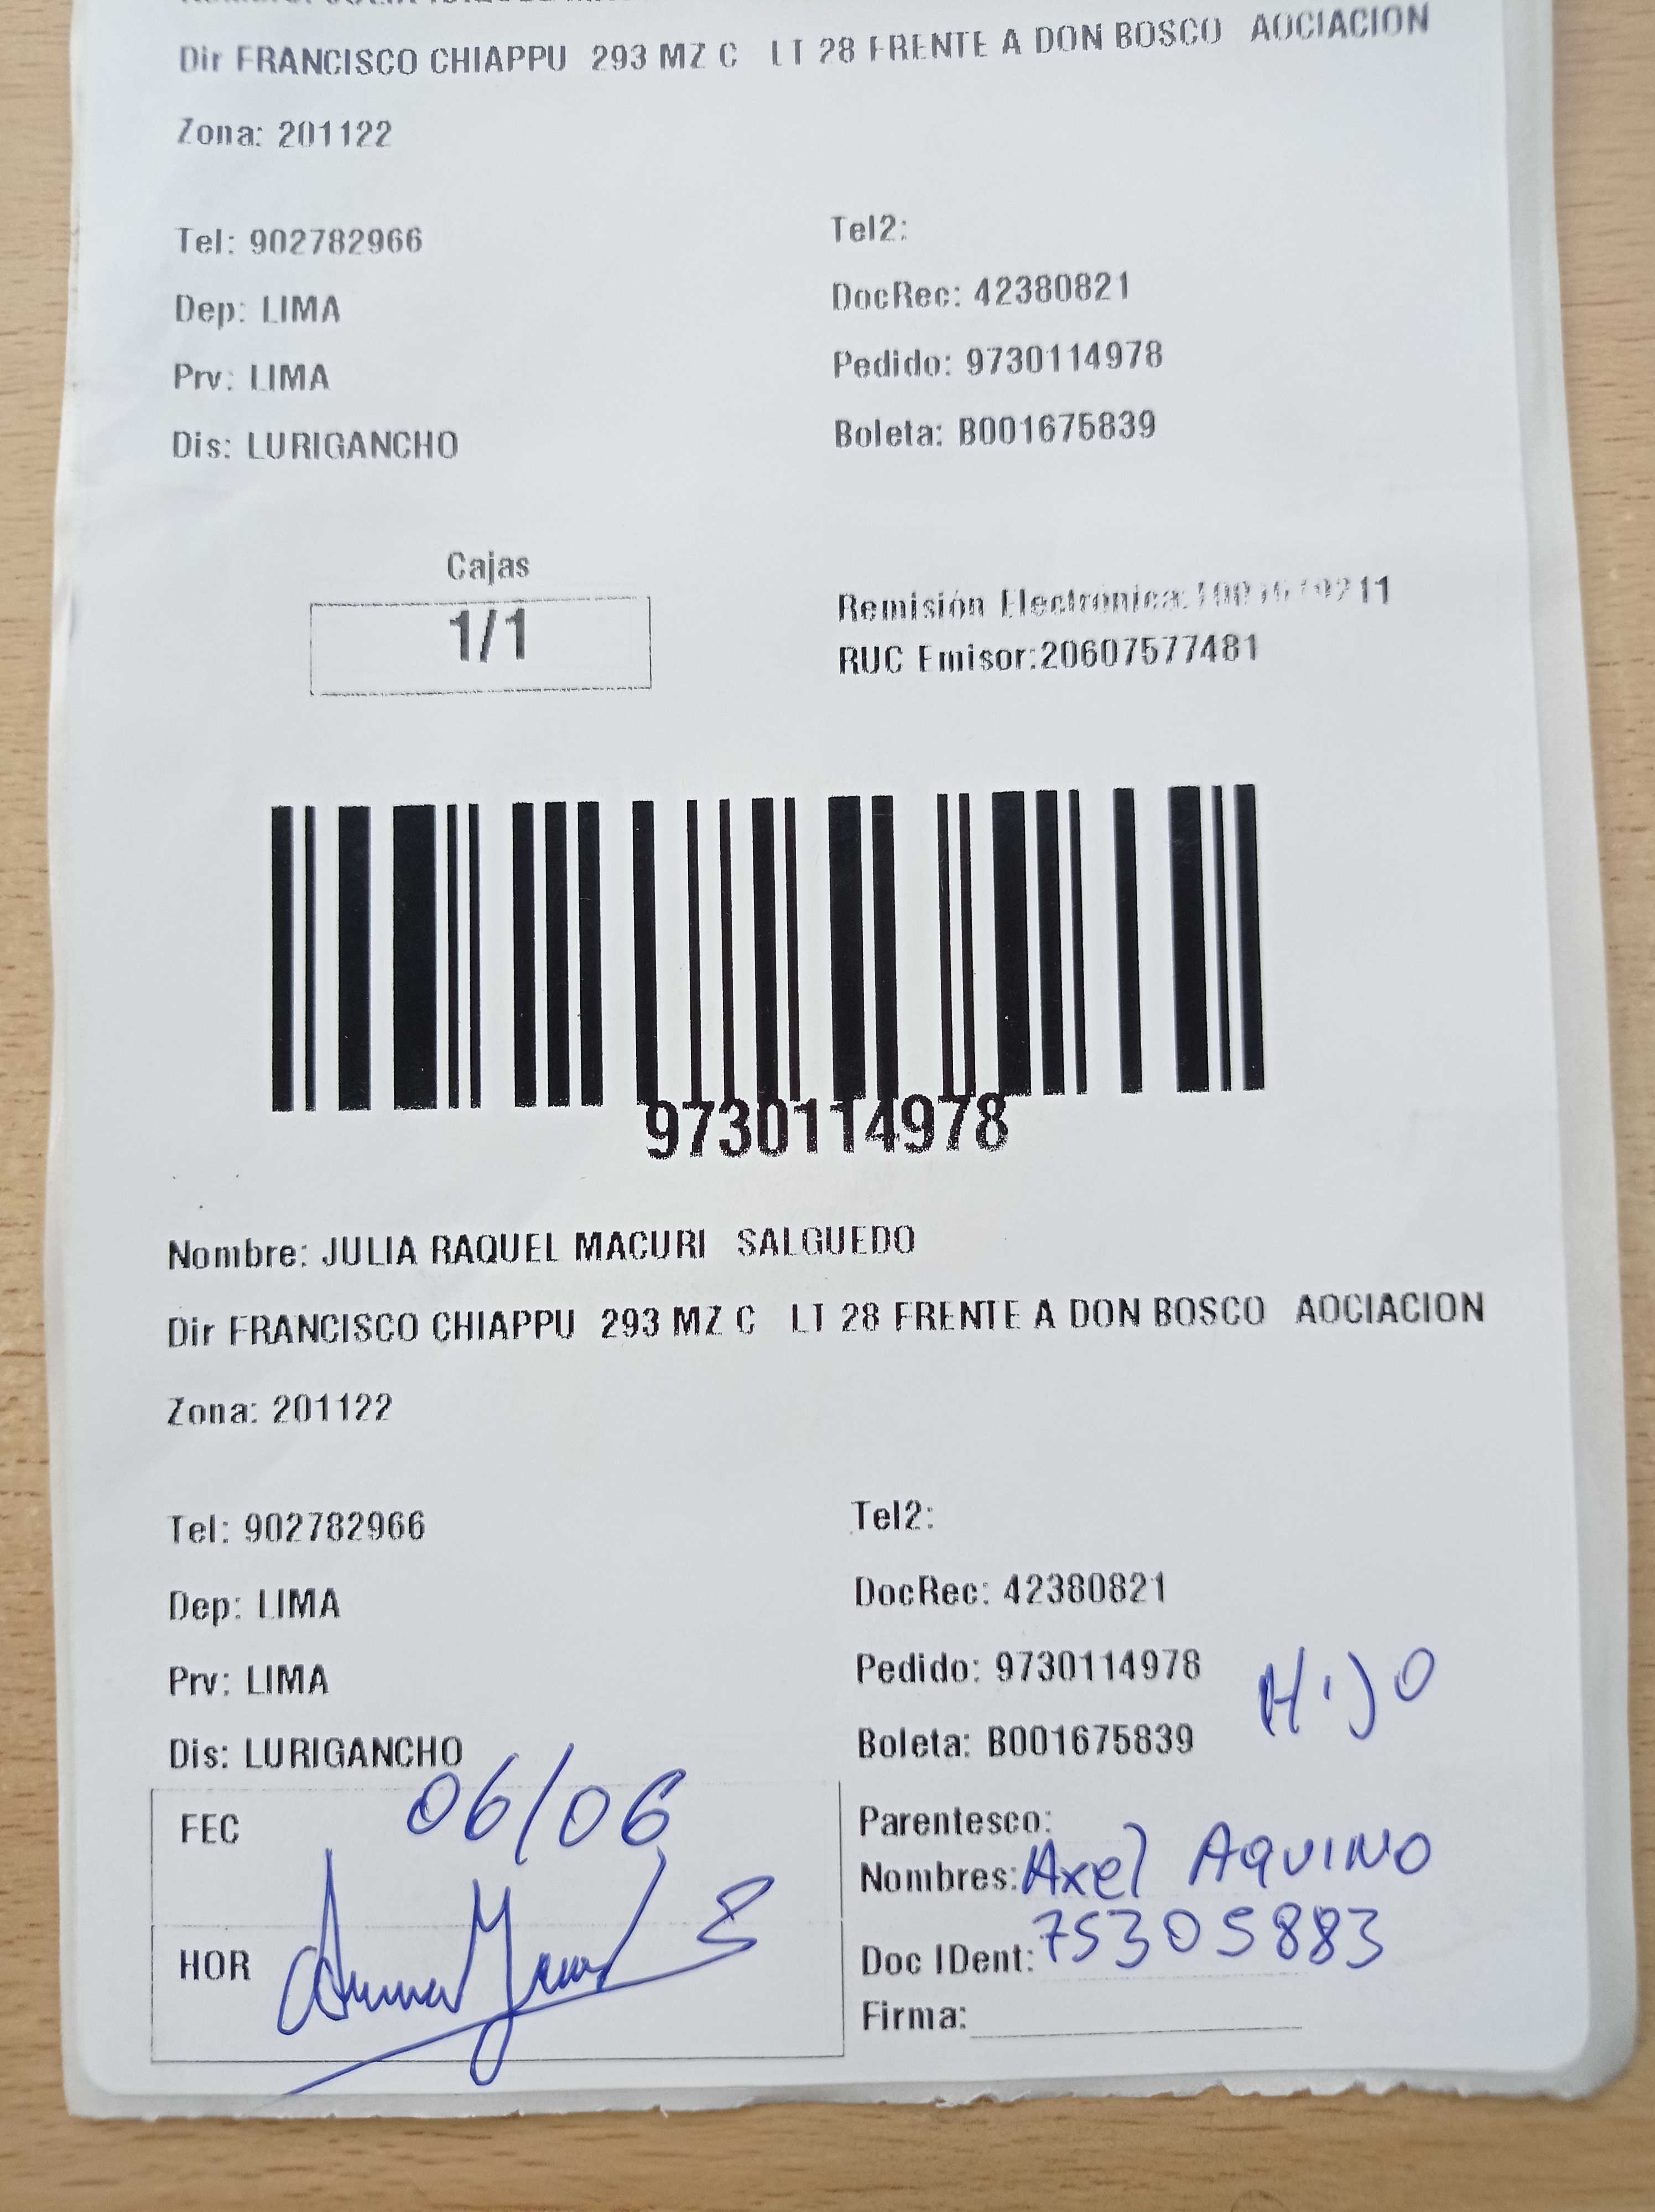 Dir FRANCISCO CHIAPPU 293 MZ C LT 28 FRENTE A DON BOSCO AOCIACION
Zona: 201122
Tel: 902782966
Tel2:
Dep: LIMA
DocRec: 42380821
Prv: LIMA
Pedido: 9730114978
Dis: LURIGANCHO
Boleta: B001675839
Cajas
1/1
Remisión Electrónica:
RUC Emisor:20607577481
9730114978
Nombre: JULIA RAQUEL MACURI SALGUEDO
Dir FRANCISCO CHIAPPU 293 MZ C LT 28 FRENTE A DON BOSCO AOCIACION
Zona: 201122
Tel: 902782966
Tel2:
Dep: LIMA
DocRec: 42380821
Prv: LIMA
Pedido: 9730114978
HIJO
Dis: LURIGANCHO
Boleta: B001675839
FEC 06/06
HOR
Parentesco:
Nombres: Axel AQUINO
Doc IDent: 75305883
Firma: